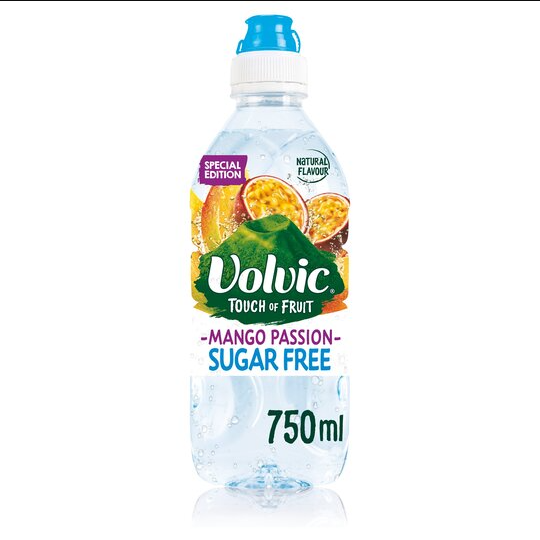 SPECIAL
EDITION
NATURAL
FLAVOUR
Volvic®
TOUCH OF FRUIT
-MANGO PASSION-
SUGAR FREE
750ml